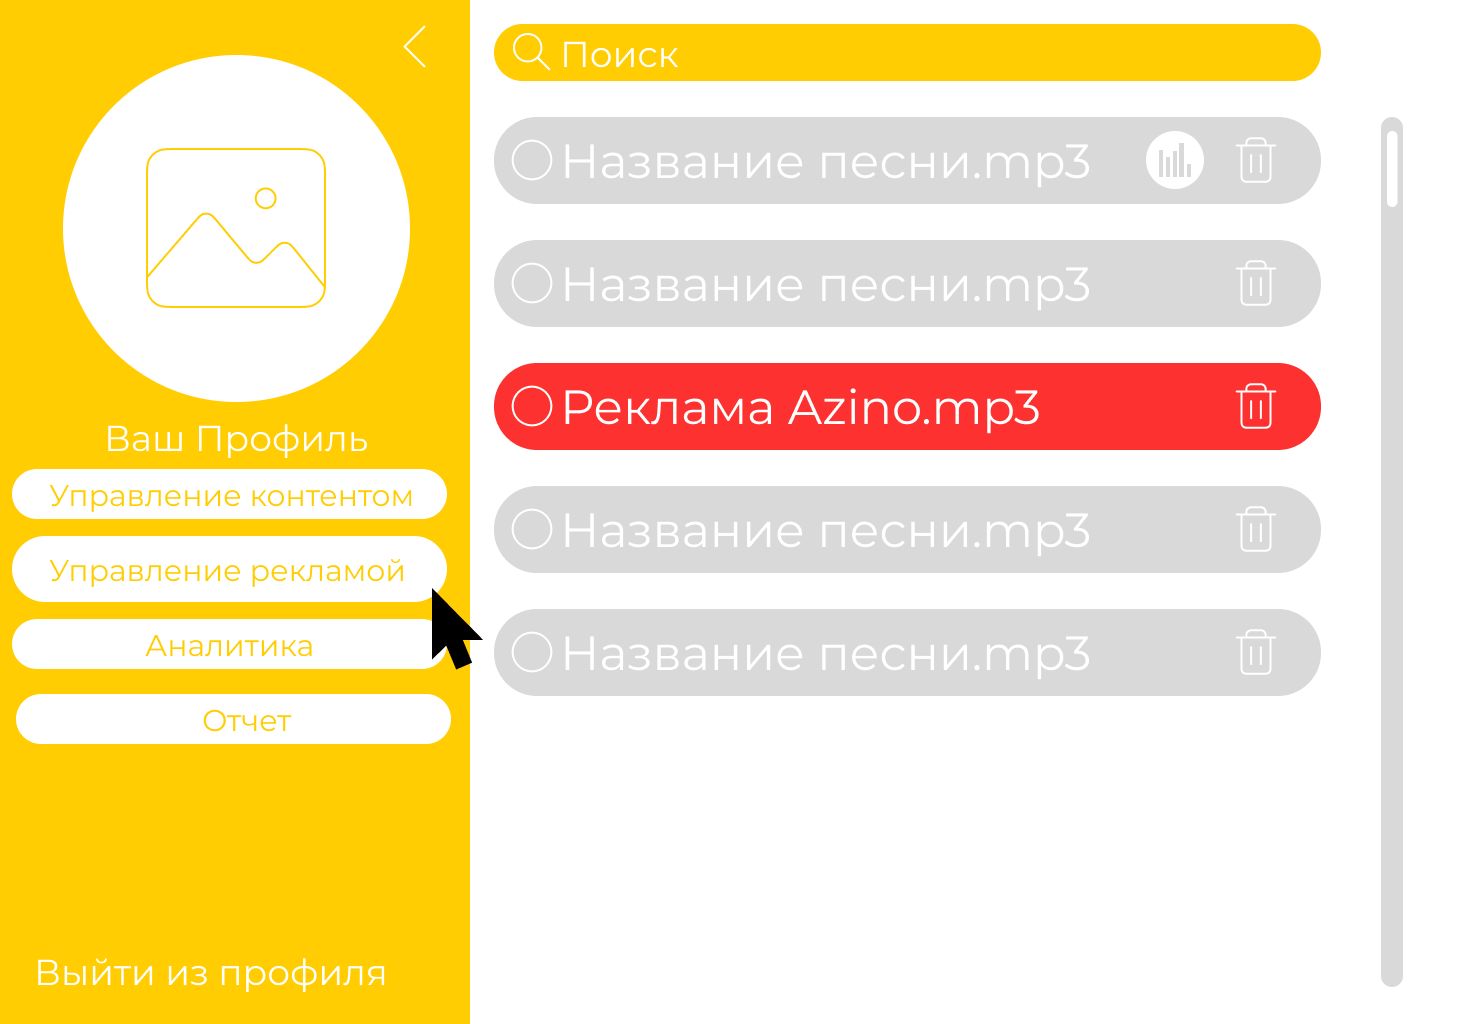 Ваш Профиль
Управление контентом
Управление рекламой
Аналитика
Отчет
Выйти из профиля
Поиск
Название песни.mp3
Название песни.mp3
Реклама Azino.mp3
Название песни.mp3
Название песни.mp3